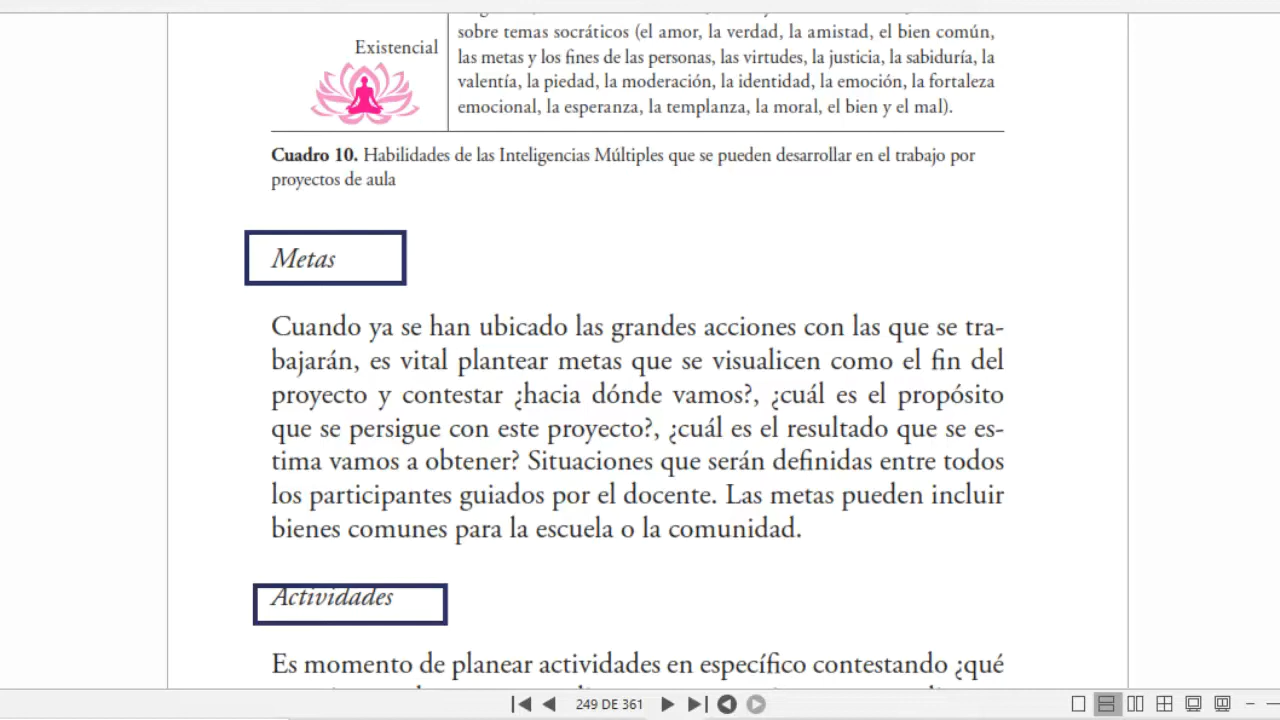 sobre temas socráticos (el amor, la verdad, la amistad, el bien común,
Existencial
las metas y los fines de las personas, las virtudes, la justicia, la sabiduría, la
valentía, la piedad, la moderación, la identidad, la emoción, la fortaleza
emocional, la esperanza, la templanza, la moral, el bien y el mal).
Cuadro 10. Habilidades de las Inteligencias Múltiples que se pueden desarrollar en el trabajo por
proyectos de aula
Metas
Cuando ya se han ubicado las grandes acciones con las que se tra-
bajarán, es vital plantear metas que se visualicen como el fin del
proyecto y contestar ¿hacia dónde vamos?, ¿cuál es el propósito
que se persigue con este proyecto?, ¿cuál es el resultado que se es-
tima vamos a obtener? Situaciones que serán definidas entre todos
los participantes guiados por el docente. Las metas pueden incluir
bienes comunes para la escuela o la comunidad.
Actividades
Es momento de planear actividades en específico contestando ¿qué
249 DE 361